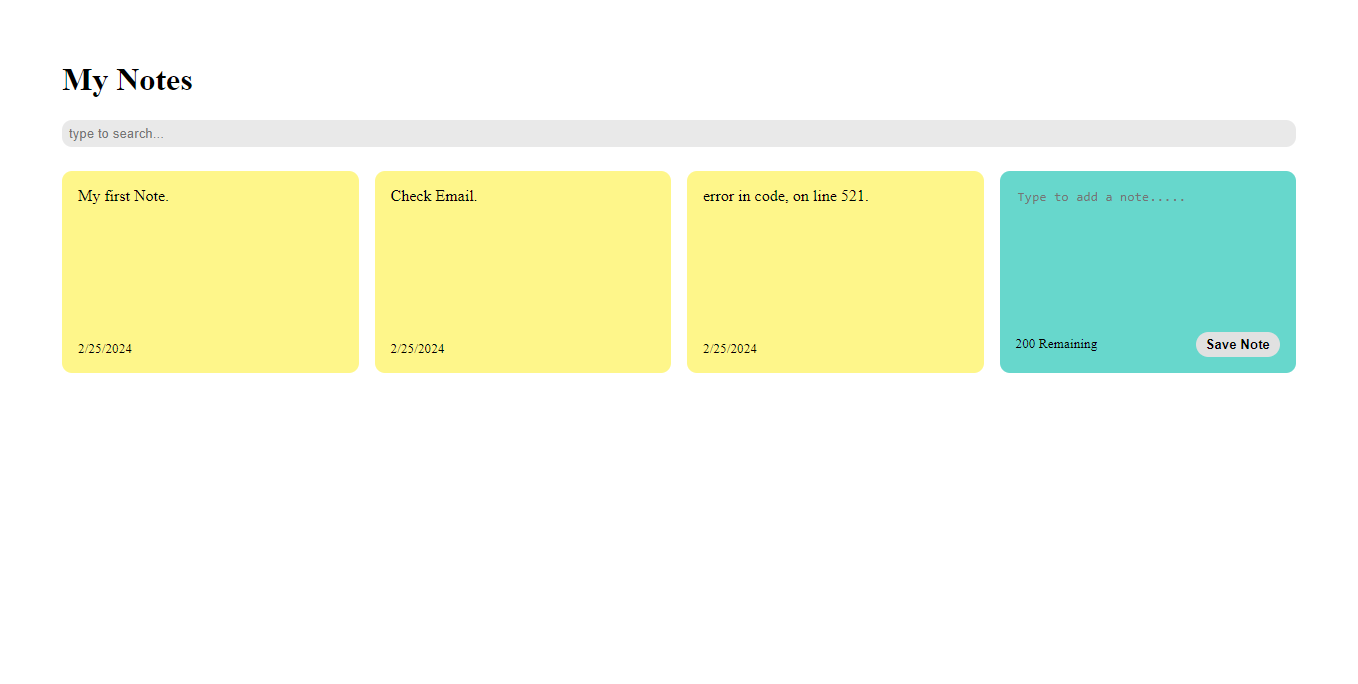 My Notes
type to search...
My first Note.
Check Email.
error in code, on line 521.
Type to add a note.....
2/25/2024
2/25/2024
2/25/2024
200 Remaining
Save Note